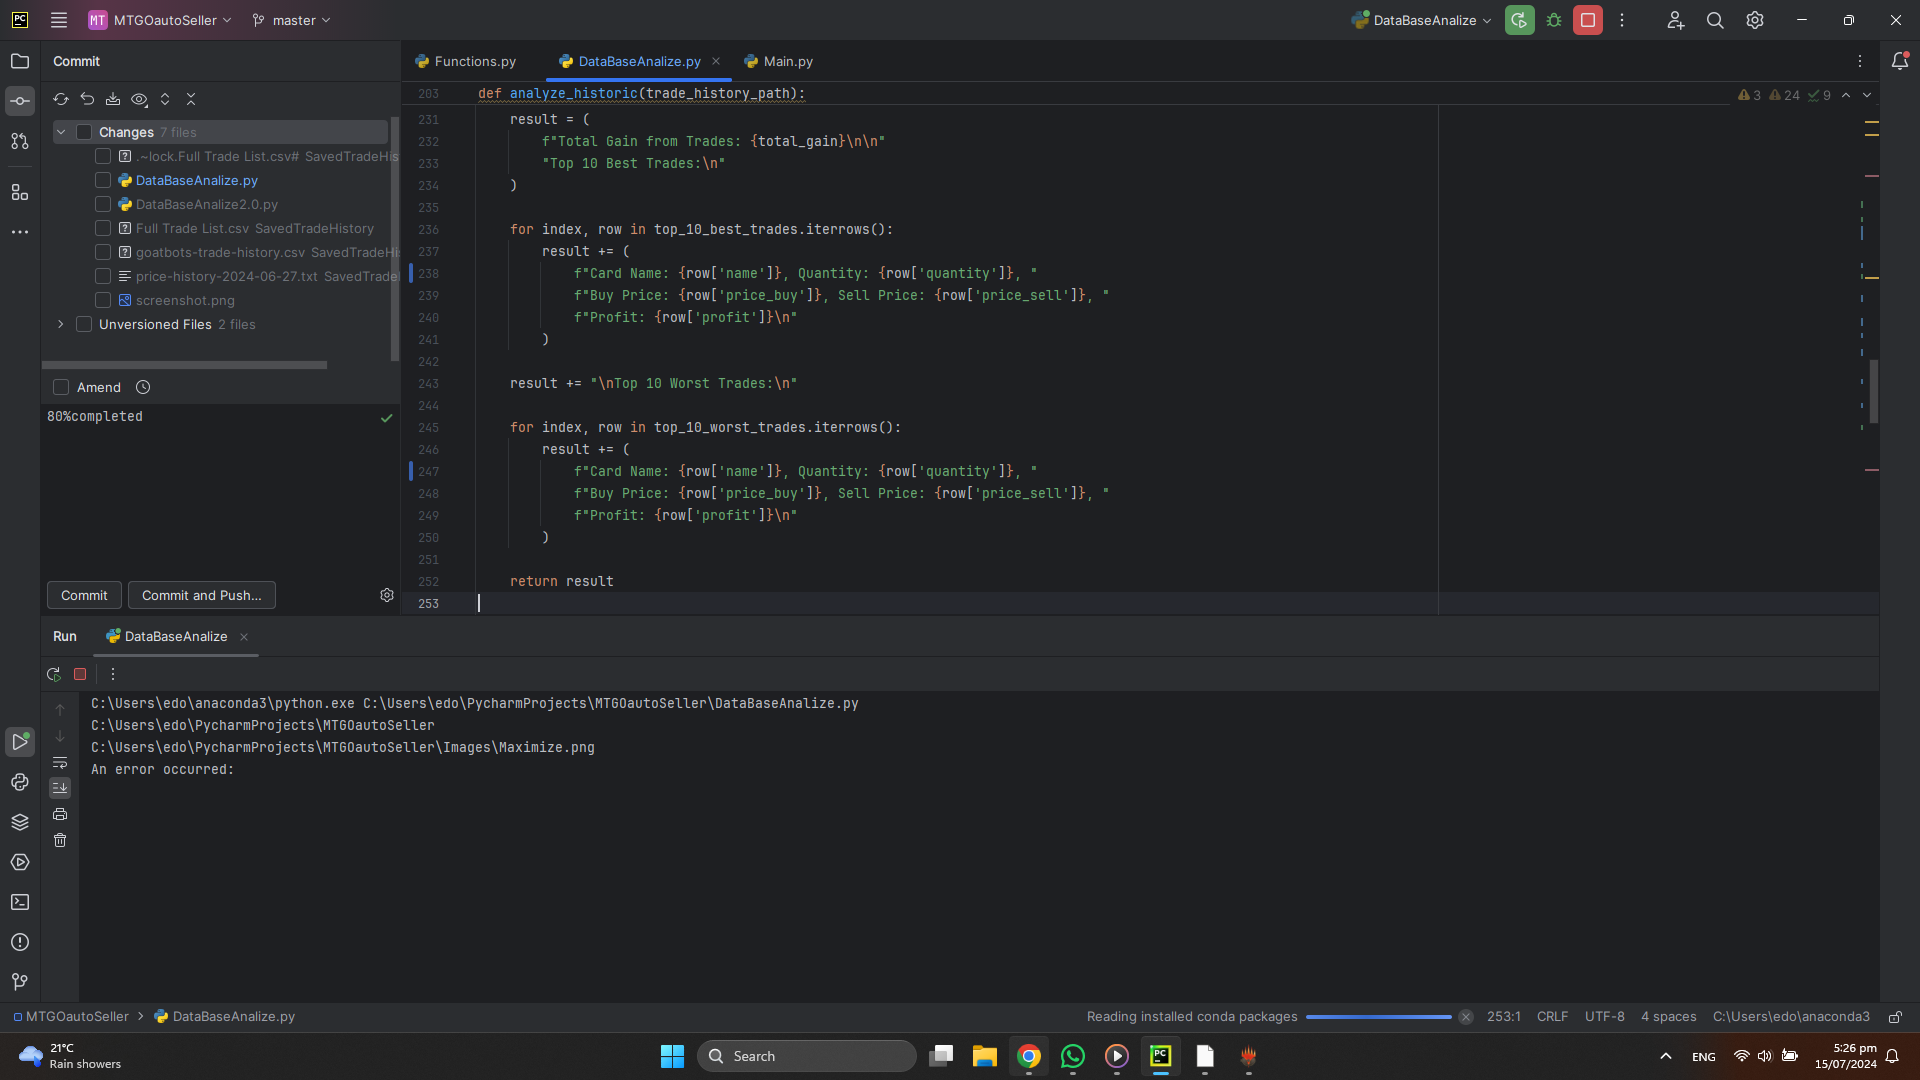 PC
MT MTGOautoSeller
master
DataBaseAnalize
Commit
Functions.py
DataBaseAnalize.py
Main.py
Changes 7 files
.~lock.Full Trade List.csv# SavedTradeHis
DataBaseAnalize.py
DataBaseAnalize2.0.py
Full Trade List.csv SavedTradeHistory
goatbots-trade-history.csv SavedTradeHi
price-history-2024-06-27.txt SavedTrade
screenshot.png
Unversioned Files 2 files
Amend
80%completed
Commit
Commit and Push...
3 24 9
203 def analyze_historic(trade_history_path):
231 result = (
232 f"Total Gain from Trades: {total_gain}\n\n"
233 "Top 10 Best Trades:\n"
234 )
235
236 for index, row in top_10_best_trades.iterrows():
237 result += (
238 f"Card Name: {row['name']}, Quantity: {row['quantity']}, "
239 f"Buy Price: {row['price_buy']}, Sell Price: {row['price_sell']}, "
240 f"Profit: {row['profit']}\n"
241 )
242
243 result += "\nTop 10 Worst Trades:\n"
244
245 for index, row in top_10_worst_trades.iterrows():
246 result += (
247 f"Card Name: {row['name']}, Quantity: {row['quantity']}, "
248 f"Buy Price: {row['price_buy']}, Sell Price: {row['price_sell']}, "
249 f"Profit: {row['profit']}\n"
250 )
251
252 return result
253
Run
DataBaseAnalize
C:\Users\edo\anaconda3\python.exe C:\Users\edo\PycharmProjects\MTGOautoSeller\DataBaseAnalize.py
C:\Users\edo\PycharmProjects\MTGOautoSeller
C:\Users\edo\PycharmProjects\MTGOautoSeller\Images\Maximize.png
An error occurred:
MTGOautoSeller > DataBaseAnalize.py
Reading installed conda packages
253:1 CRLF UTF-8 4 spaces C:\Users\edo\anaconda3
21°C
Rain showers
Search
PC
ENG
5:26 pm
15/07/2024